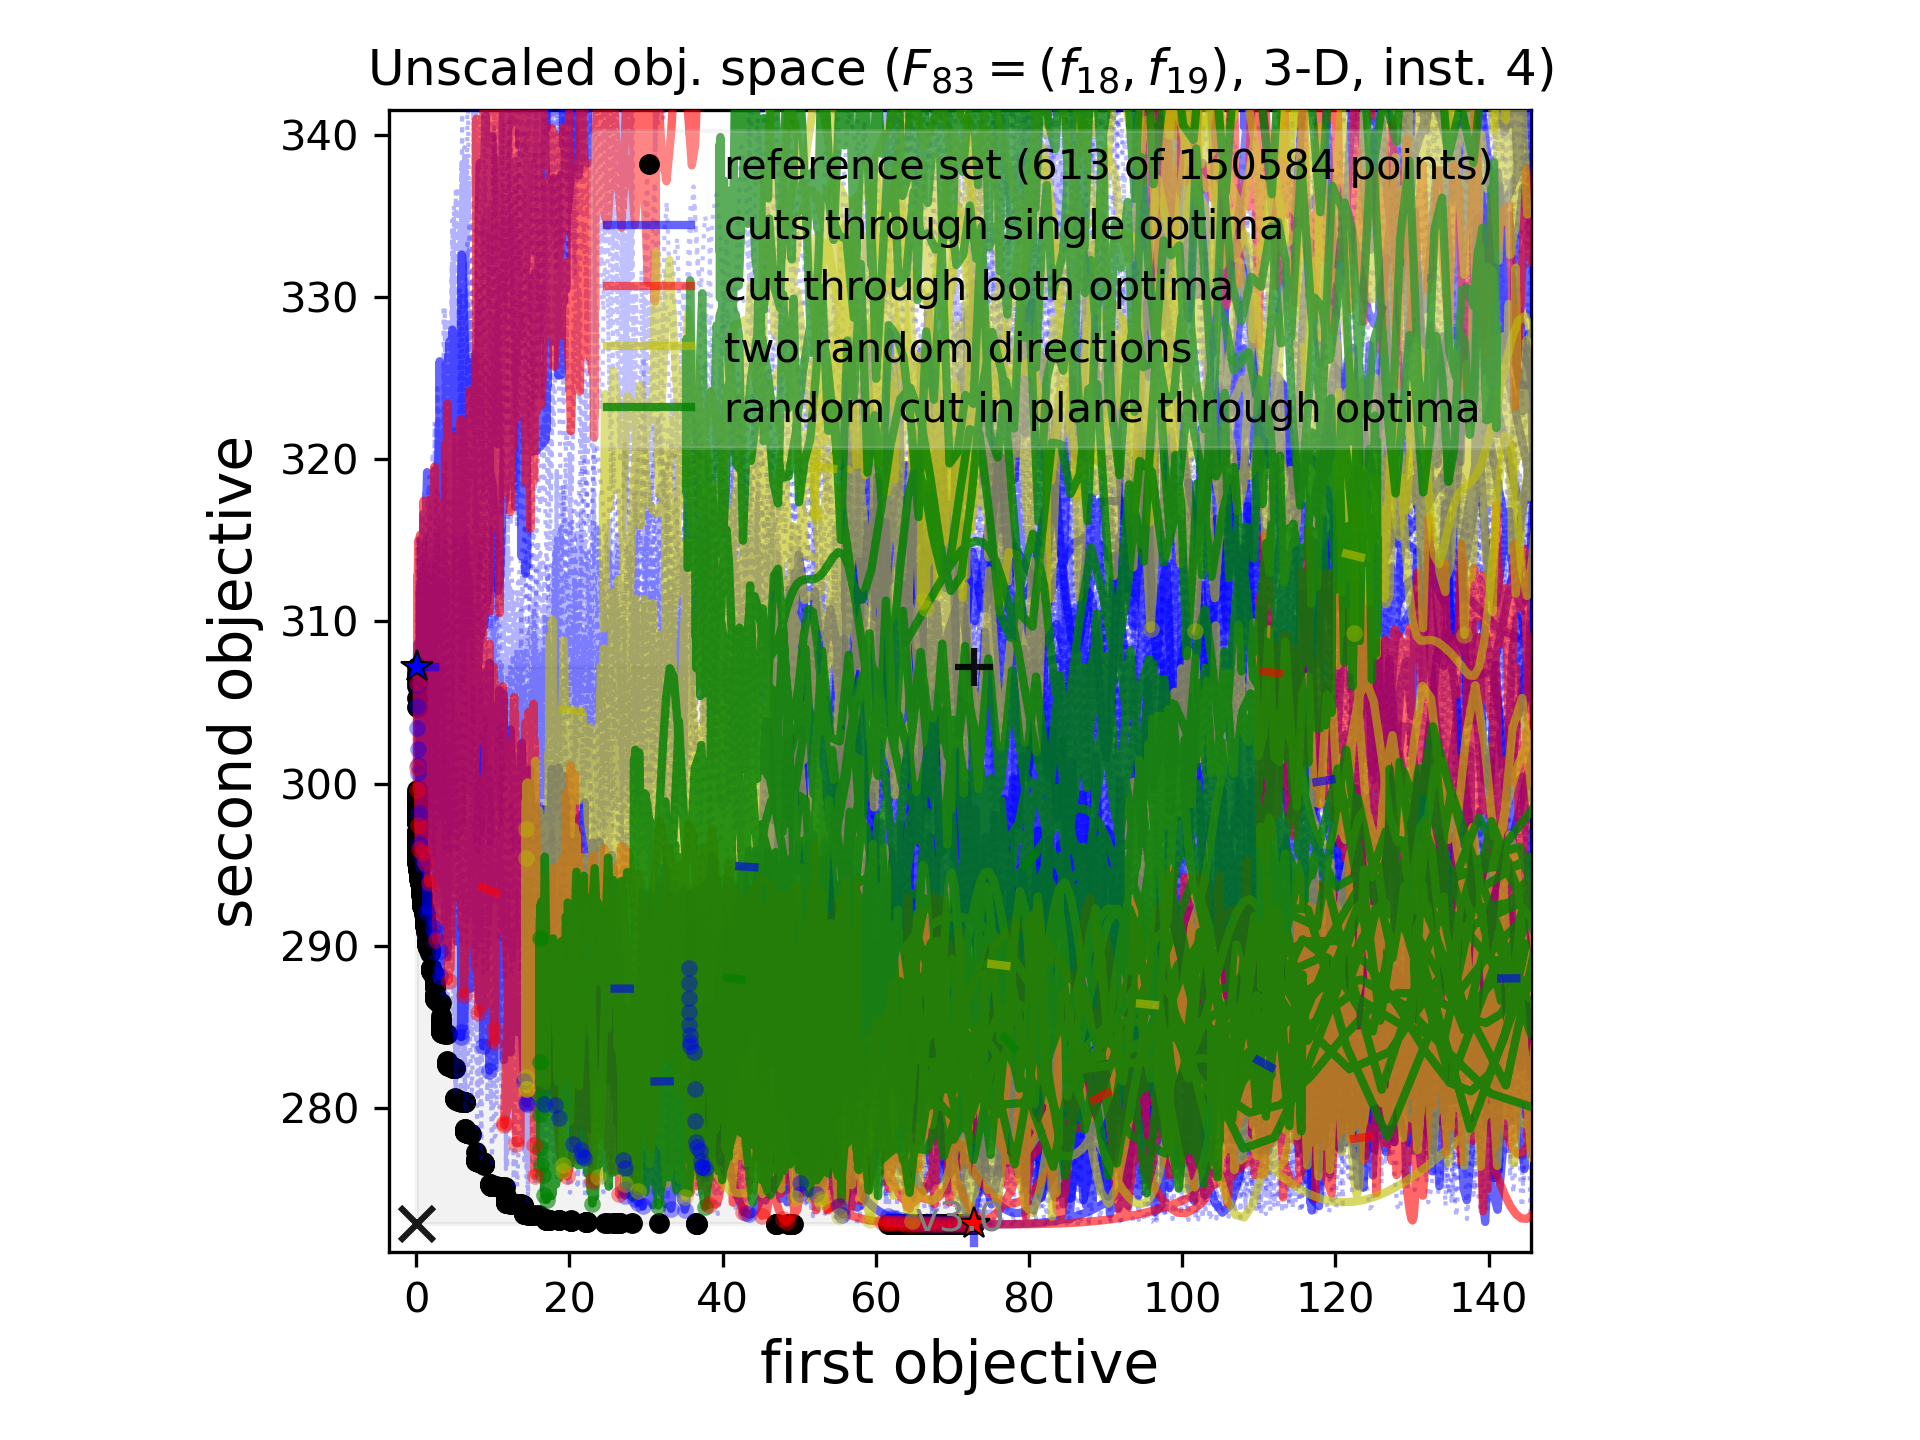 Unscaled obj. space (F83 = (f18, f19), 3-D, inst. 4)
reference set (613 of 150584 points)
cuts through single optima
cut through both optima
two random directions
random cut in plane through optima
second objective
340
330
320
310
300
290
280
0 20 40 60 80 100 120 140
first objective